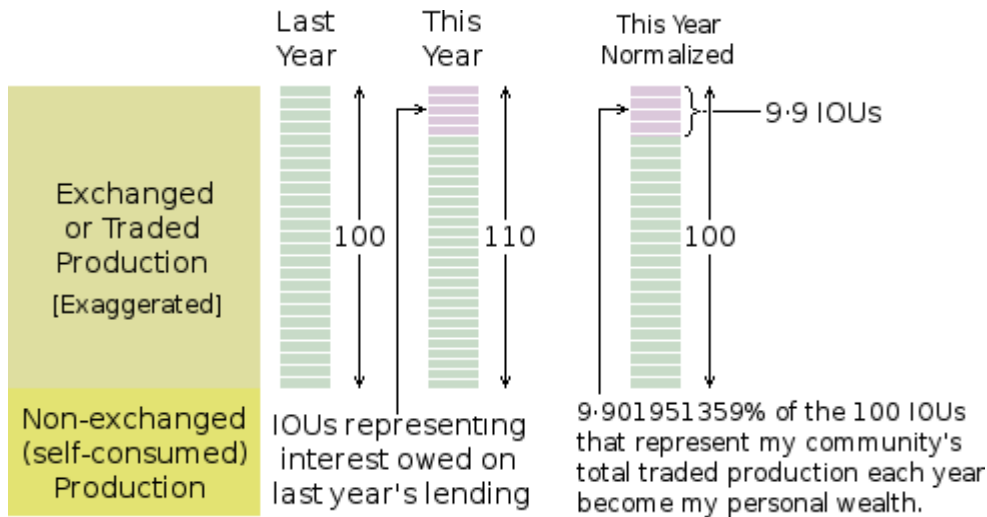 Last
Year
This
Year
This Year
Normalized
9·9 IOUs
Exchanged
or Traded
Production
[Exaggerated]
100
110
100
Non-exchanged
(self-consumed)
Production
IOUs representing
interest owed on
last year's lending
9·901951359% of the 100 IOUs
that represent my community's
total traded production each year
become my personal wealth.